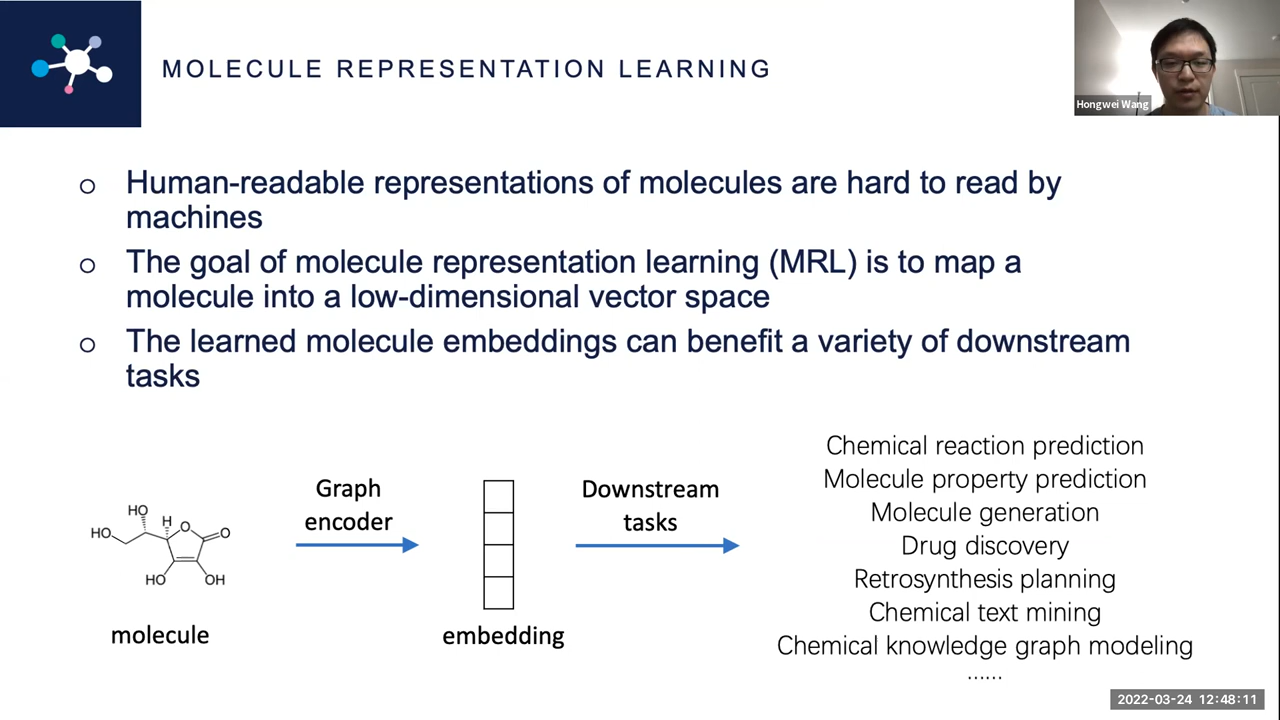 MOLECULE REPRESENTATION LEARNING
Hongwei Wang
o Human-readable representations of molecules are hard to read by
machines
o The goal of molecule representation learning (MRL) is to map a
molecule into a low-dimensional vector space
o The learned molecule embeddings can benefit a variety of downstream
tasks
HO
HO
H
O
O
HO
OH
molecule
Graph
encoder
embedding
Downstream
tasks
Chemical reaction prediction
Molecule property prediction
Molecule generation
Drug discovery
Retrosynthesis planning
Chemical text mining
Chemical knowledge graph modeling
......
2022-03-24 12:48:11